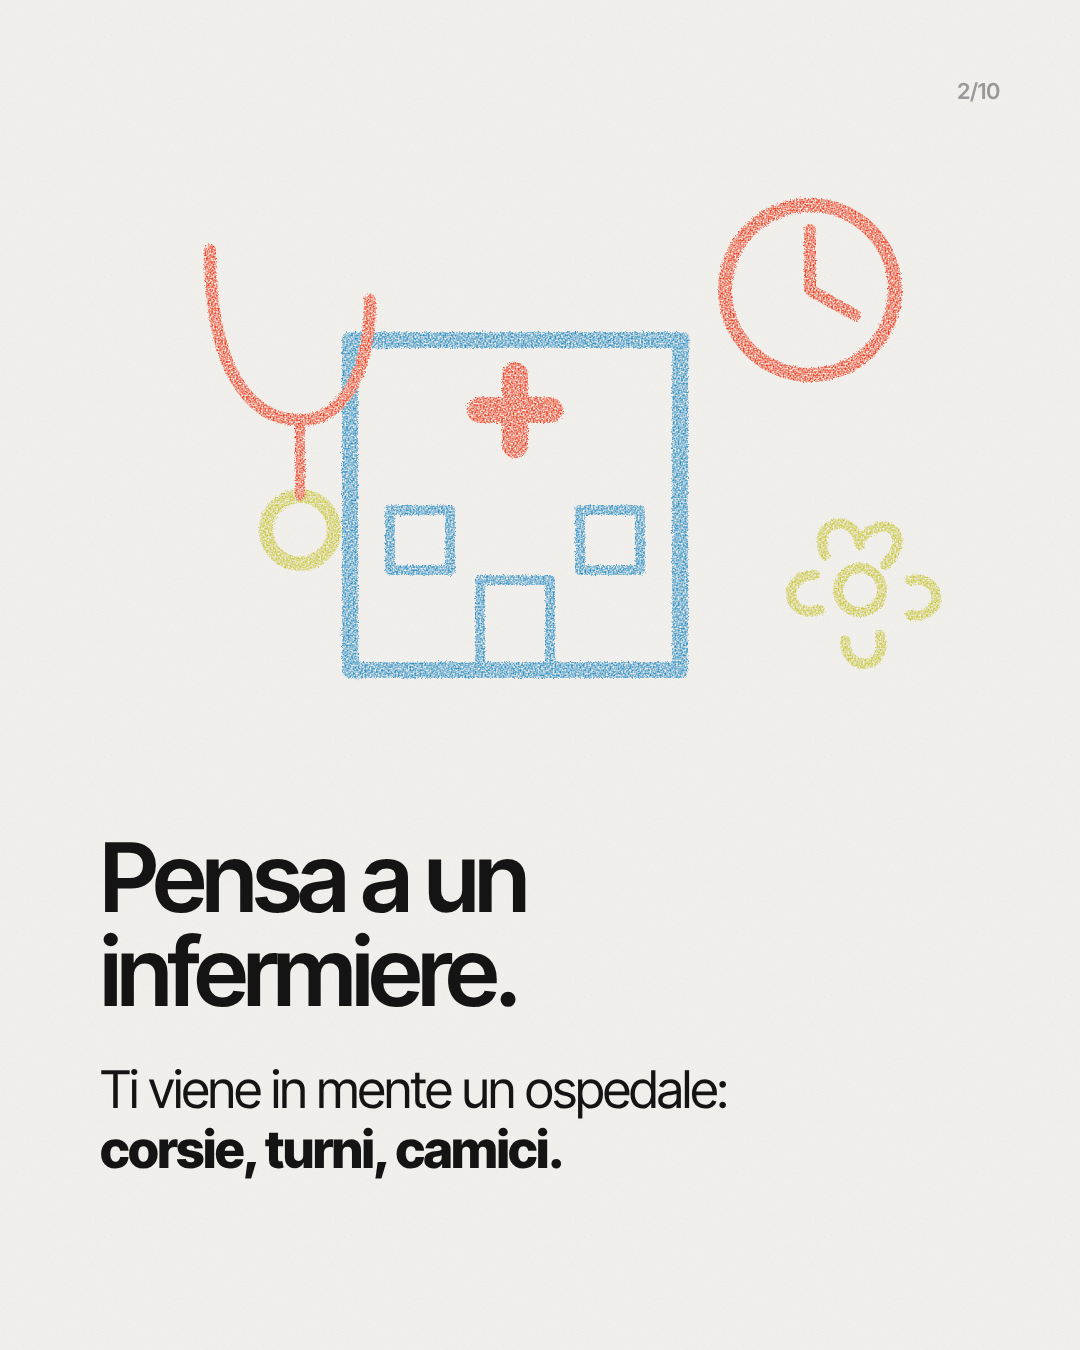 2/10
Pensa a un
infermiere.
Ti viene in mente un ospedale:
corsie, turni, camici.